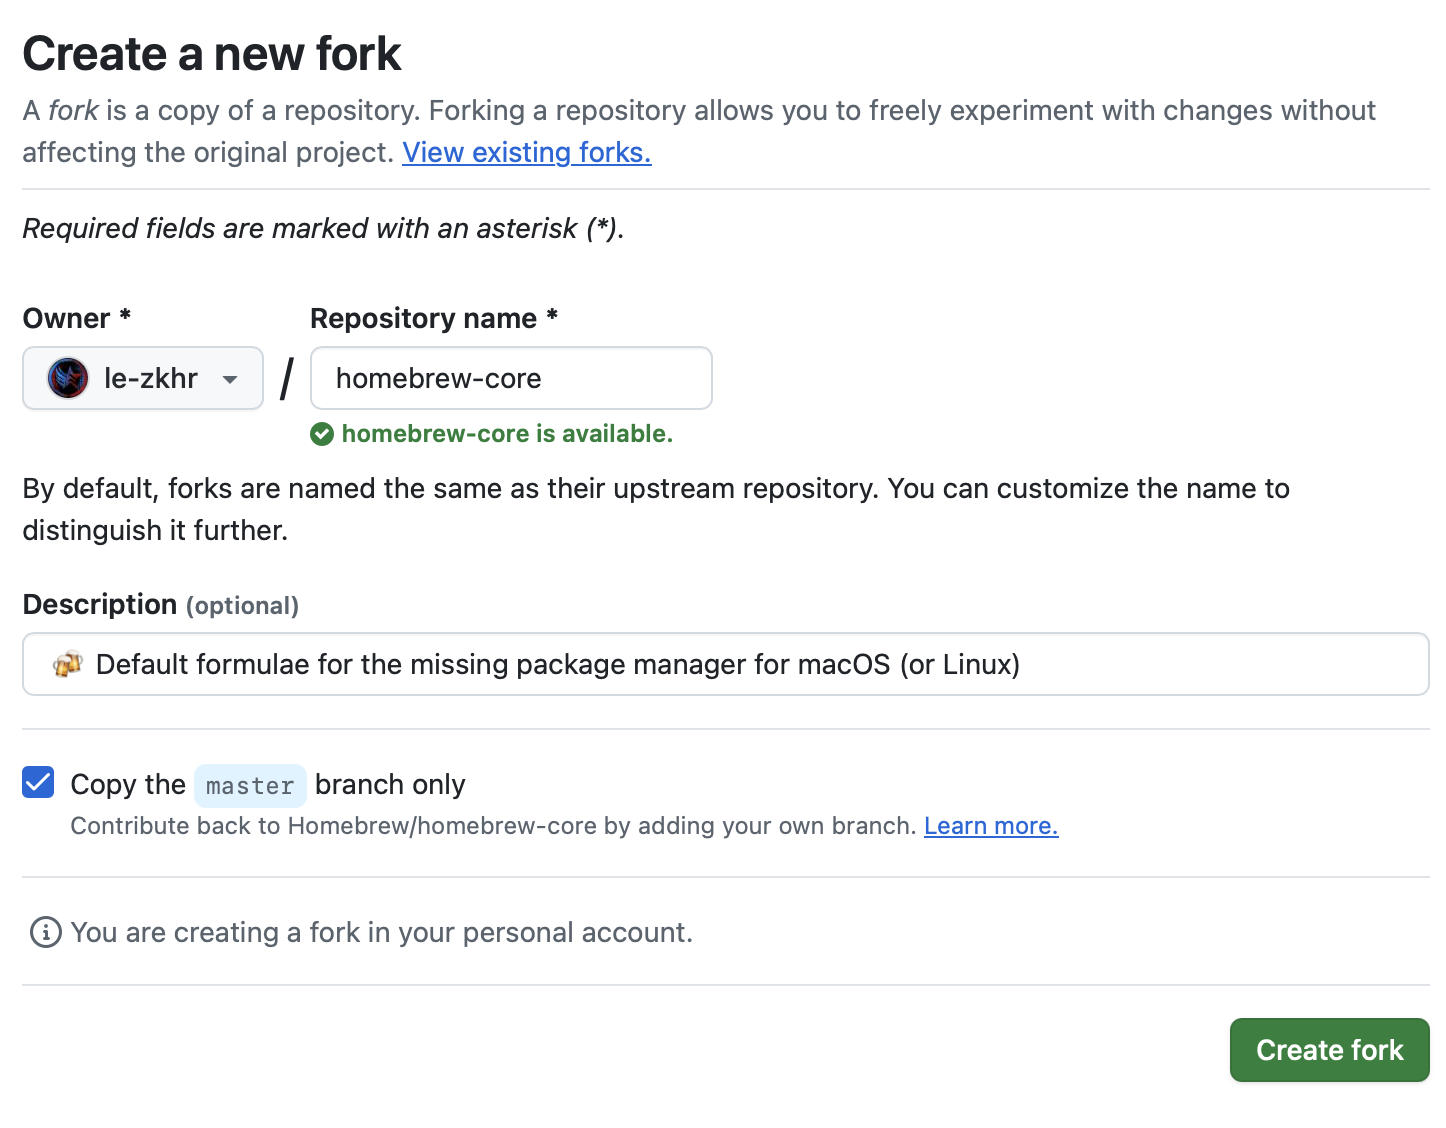 Create a new fork
A fork is a copy of a repository. Forking a repository allows you to freely experiment with changes without
affecting the original project. View existing forks.
Required fields are marked with an asterisk (*).
Owner *
Repository name *
le-zkhr
/
homebrew-core
homebrew-core is available.
By default, forks are named the same as their upstream repository. You can customize the name to
distinguish it further.
Description (optional)
🍻 Default formulae for the missing package manager for macOS (or Linux)
Copy the master branch only
Contribute back to Homebrew/homebrew-core by adding your own branch. Learn more.
You are creating a fork in your personal account.
Create fork